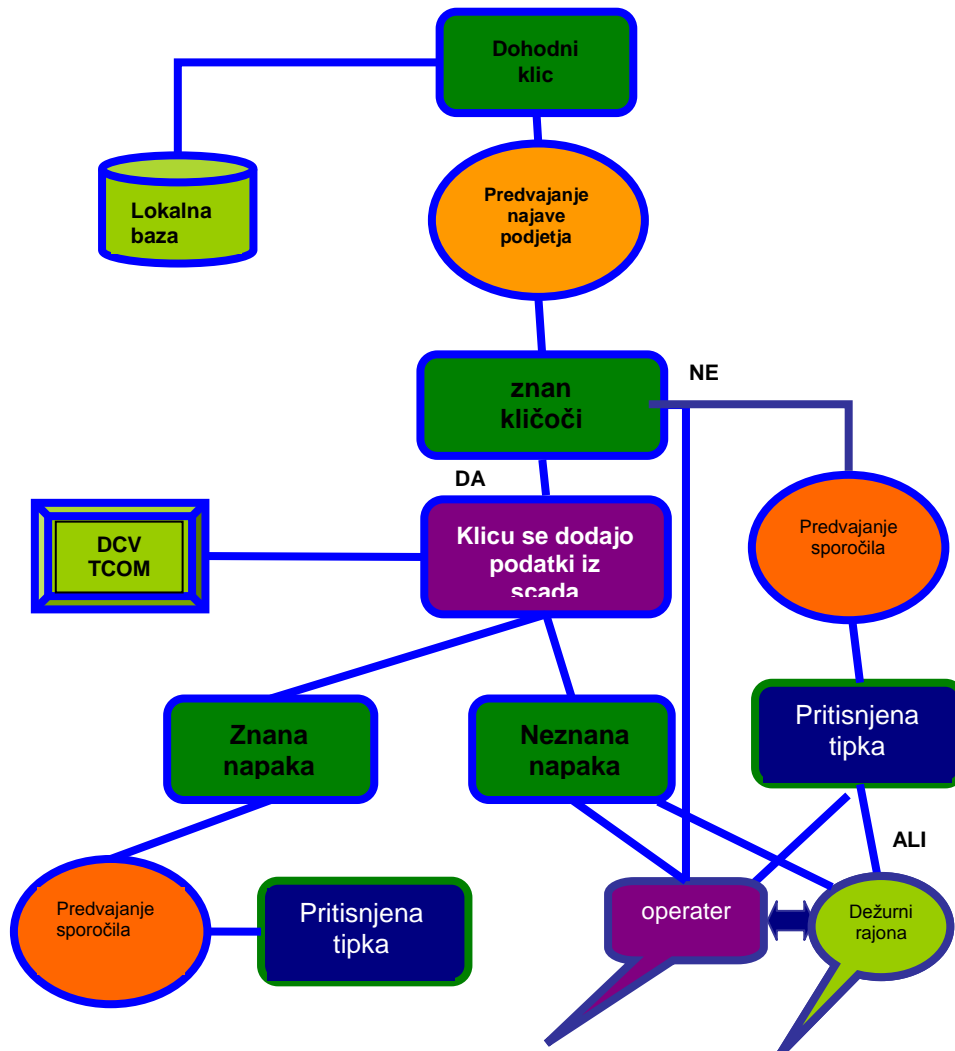 Dohodni
klic
Lokalna
baza
Predvajanje
najave
podjetja
znan
kličoči
NE
DA
DCV
TCOM
Klicu se dodajo
podatki iz
scada
Predvajanje
sporočila
Znana
napaka
Neznana
napaka
Pritisnjena
tipka
ALI
Predvajanje
sporočila
Pritisnjena
tipka
operater
Dežurni
rajona